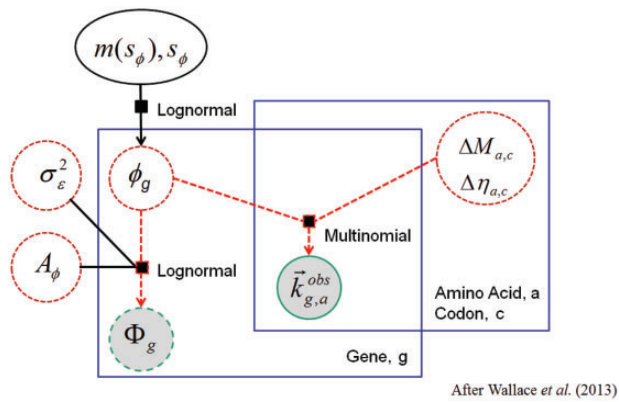 m(s_ϕ), s_ϕ
Lognormal
σ_ε^2
ϕ_g
ΔM_{a,c}
Δη_{a,c}
Multinomial
A_ϕ
Lognormal
\vec{k}_{g,a}^{obs}
Amino Acid, a
Codon, c
Φ_g
Gene, g
After Wallace et al. (2013)